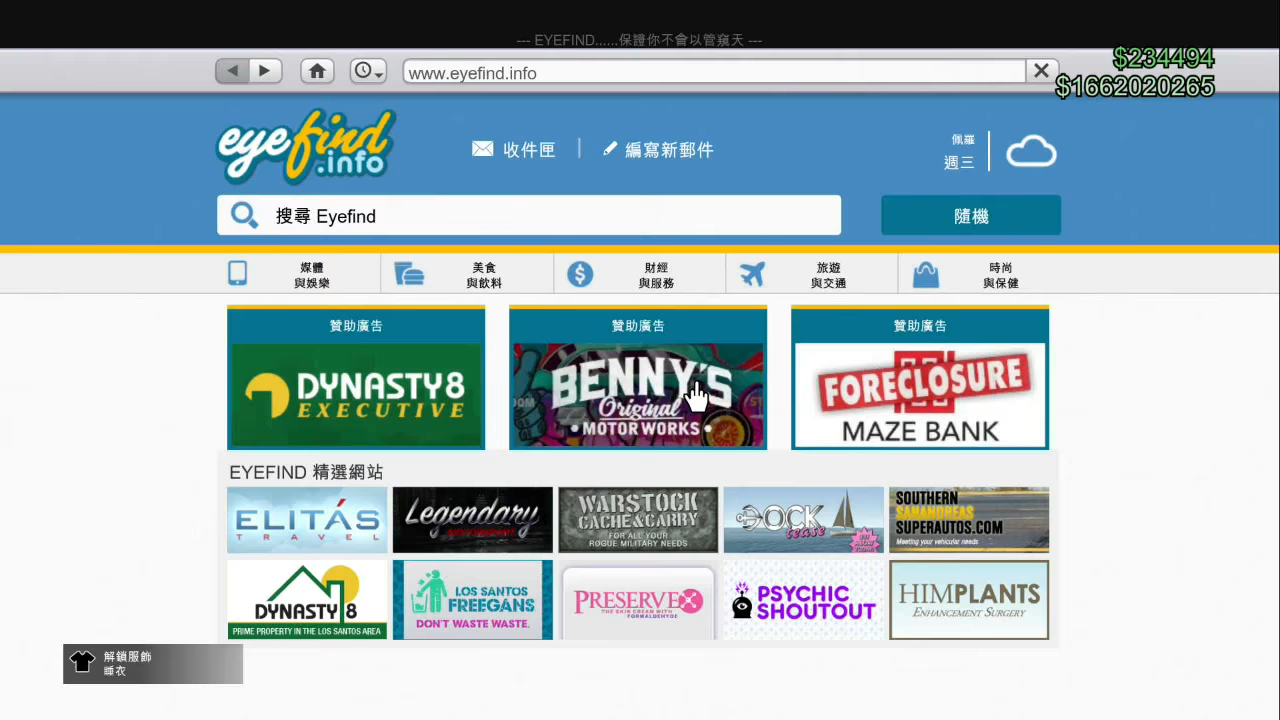 --- EYEFIND......保證你不會以管窺天 ---
$234494
www.eyefind.info
$1662020265
eyefind
.info
收件匣
編寫新郵件
佩羅
週三
搜尋 Eyefind
隨機
媒體
與娛樂
美食
與飲料
財經
與服務
旅遊
與交通
時尚
與保健
贊助廣告
DYNASTY8
EXECUTIVE
贊助廣告
BENNY'S
Original
MOTOR WORKS
贊助廣告
FORECLOSURE
MAZE BANK
EYEFIND 精選網站
ELITÁS
TRAVEL
Legendary
WARSTOCK
CACHE&CARRY
FOR ALL YOUR
ROGUE MILITARY NEEDS
DOCK
tease
SOUTHERN
SANANDREAS
SUPERAUTOS.COM
Meeting your vehicular needs
DYNASTY 8
PRIME PROPERTY IN THE LOS SANTOS AREA
LOS SANTOS
FREEGANS
DON'T WASTE WASTE.
PRESERVEX
THE SKIN CREAM WITH
FORMALDEHYDE
PSYCHIC
SHOUTOUT
HIMPLANTS
ENHANCEMENT SURGERY
解鎖服飾
睡衣